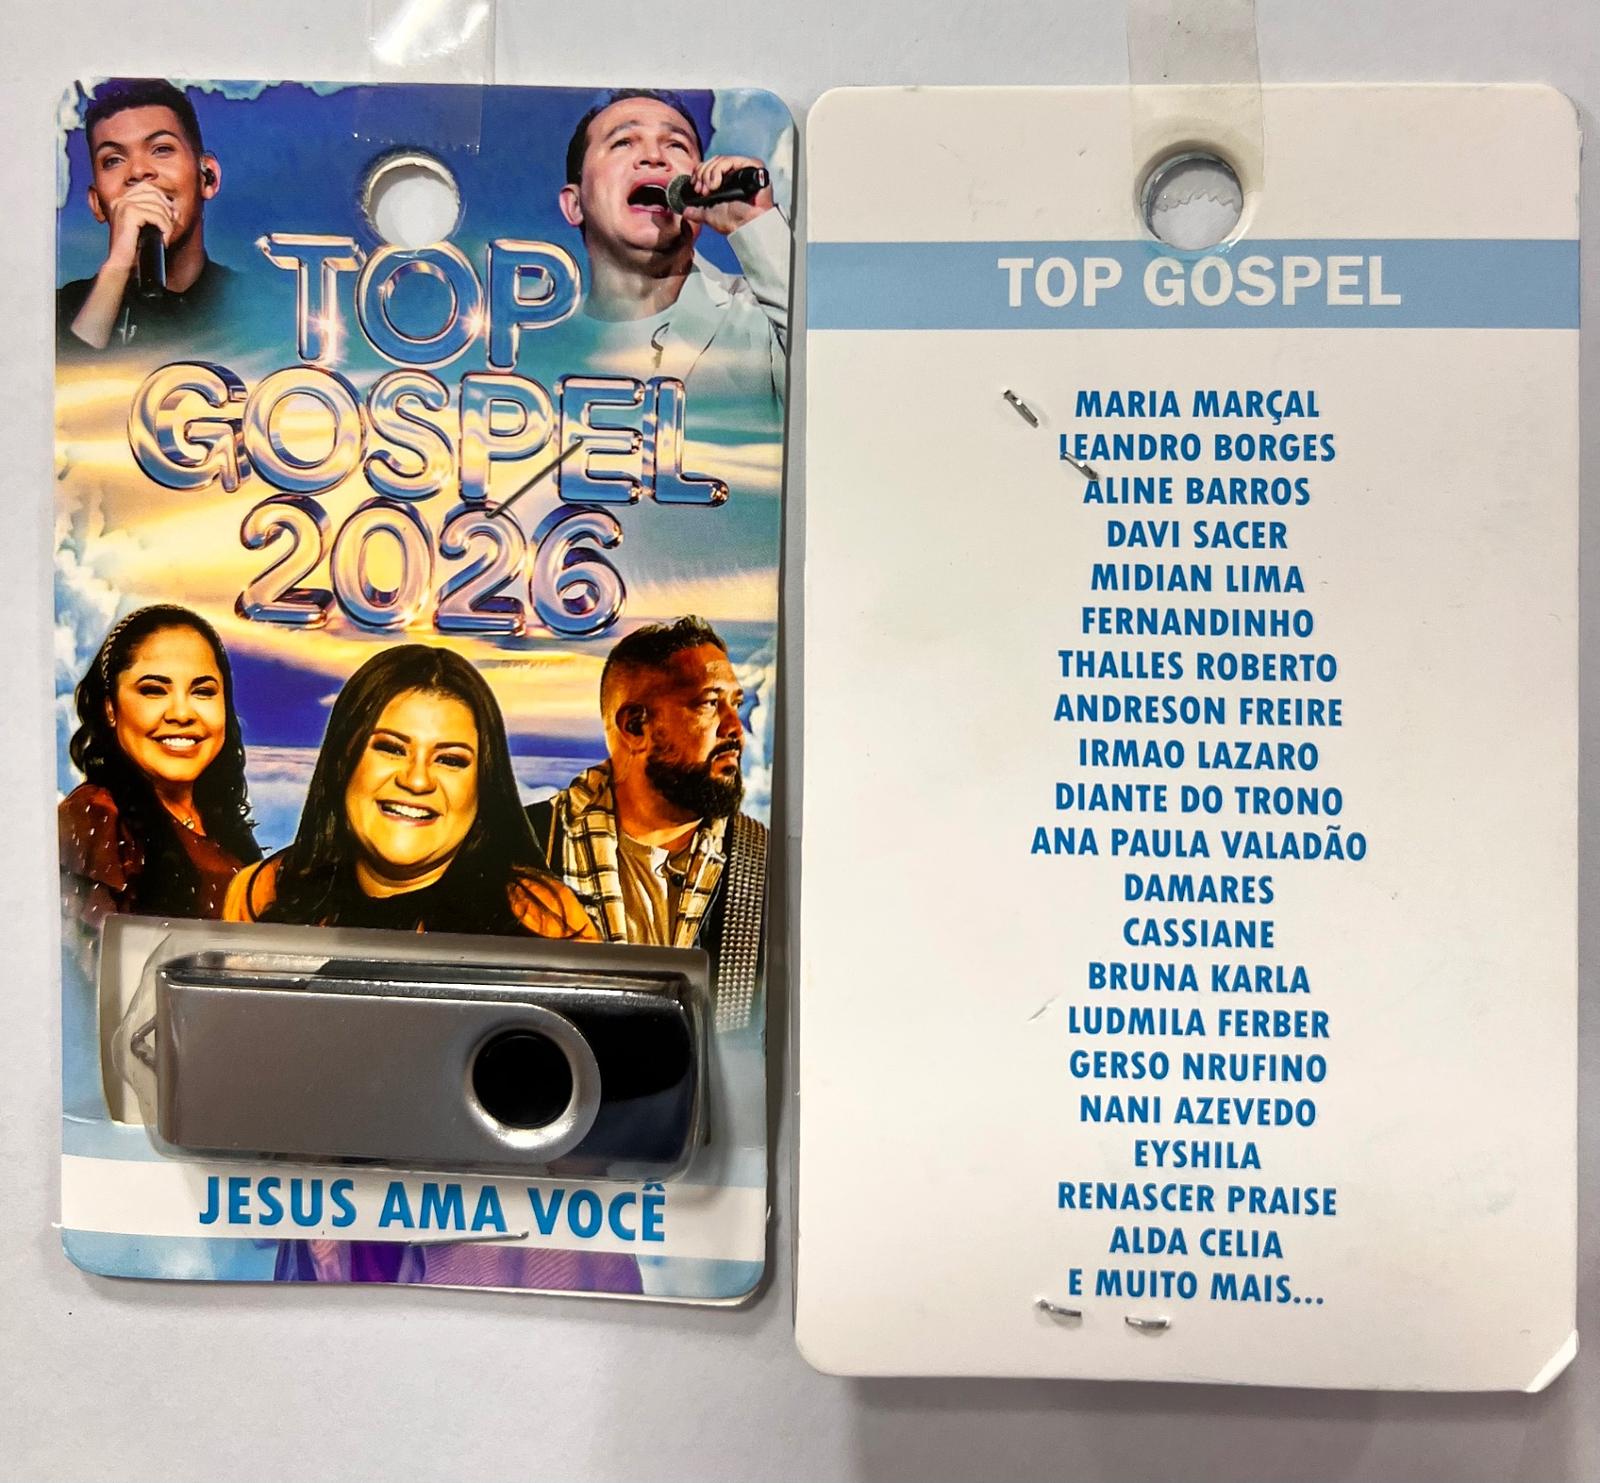 TOP
GOSPEL
2026
JESUS AMA VOCÊ
TOP GOSPEL
MARIA MARÇAL
LEANDRO BORGES
ALINE BARROS
DAVI SACER
MIDIAN LIMA
FERNANDINHO
THALLES ROBERTO
ANDRESON FREIRE
IRMAO LAZARO
DIANTE DO TRONO
ANA PAULA VALADÃO
DAMARES
CASSIANE
BRUNA KARLA
LUDMILA FERBER
GERSO NRUFINO
NANI AZEVEDO
EYSHILA
RENASCER PRAISE
ALDA CELIA
E MUITO MAIS...